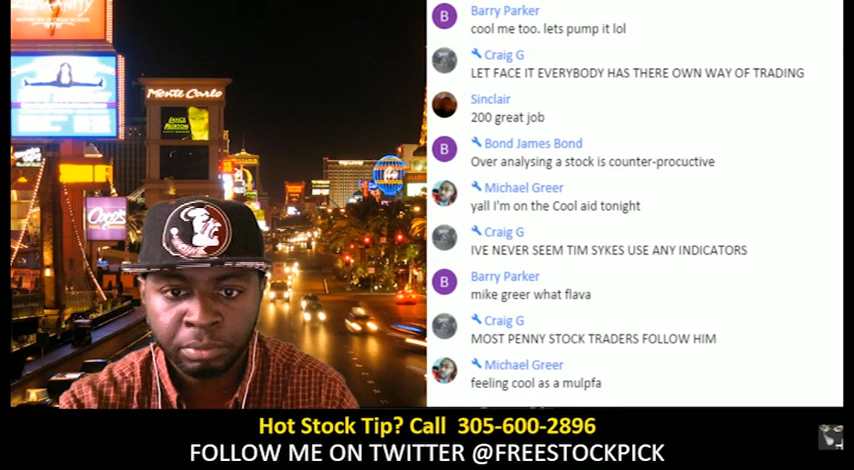 Monte Carlo
LANCE
BURTON
Barry Parker
cool me too. lets pump it lol
Craig G
LET FACE IT EVERYBODY HAS THERE OWN WAY OF TRADING
Sinclair
200 great job
Bond James Bond
Over analysing a stock is counter-procuctive
Michael Greer
yall I'm on the Cool aid tonight
Craig G
IVE NEVER SEEM TIM SYKES USE ANY INDICATORS
Barry Parker
mike greer what flava
Craig G
MOST PENNY STOCK TRADERS FOLLOW HIM
Michael Greer
feeling cool as a mulpfa
B
B
B
Hot Stock Tip? Call 305-600-2896
FOLLOW ME ON TWITTER @FREESTOCKPICK